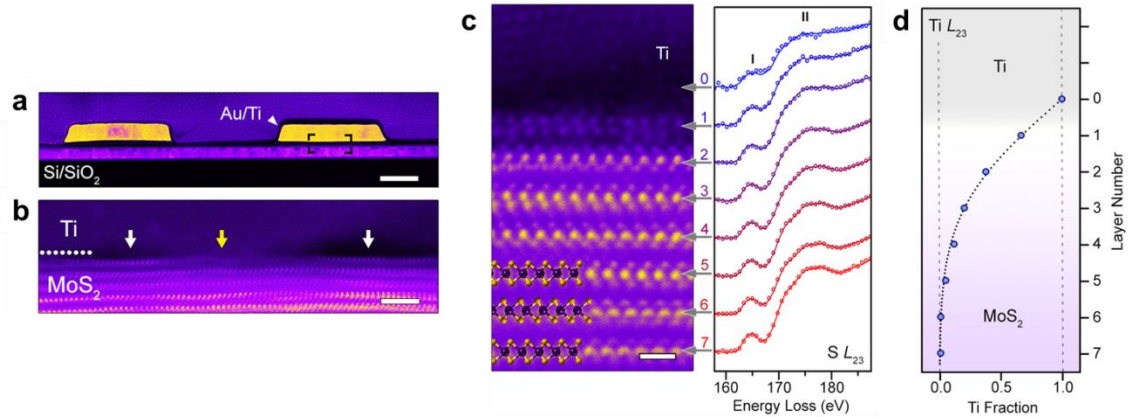 a
Au/Ti
Si/SiO2
b
Ti
MoS2
c
Ti
0
1
2
3
4
5
6
7
I
II
S L23
160 170 180
Energy Loss (eV)
d
Ti L23
Ti
MoS2
0
1
2
3
4
5
6
7
Layer Number
0.0 0.5 1.0
Ti Fraction